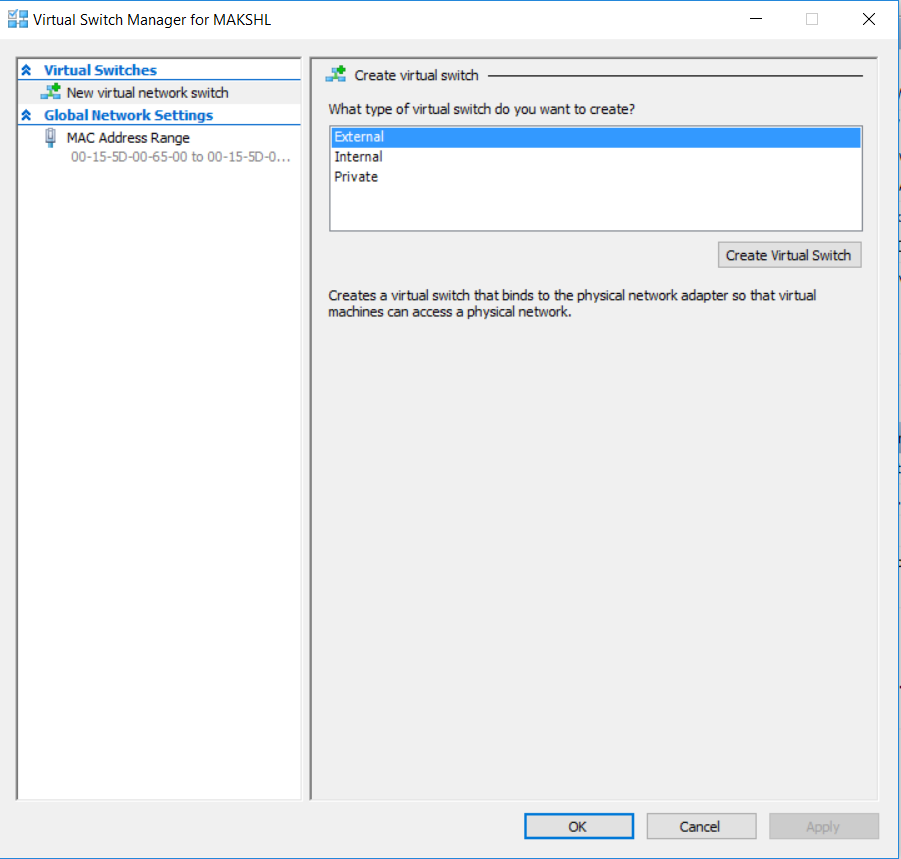 Virtual Switch Manager for MAKSHL
Virtual Switches
New virtual network switch
Global Network Settings
MAC Address Range
00-15-5D-00-65-00 to 00-15-5D-0...
Create virtual switch
What type of virtual switch do you want to create?
External
Internal
Private
Create Virtual Switch
Creates a virtual switch that binds to the physical network adapter so that virtual
machines can access a physical network.
OK
Cancel
Apply